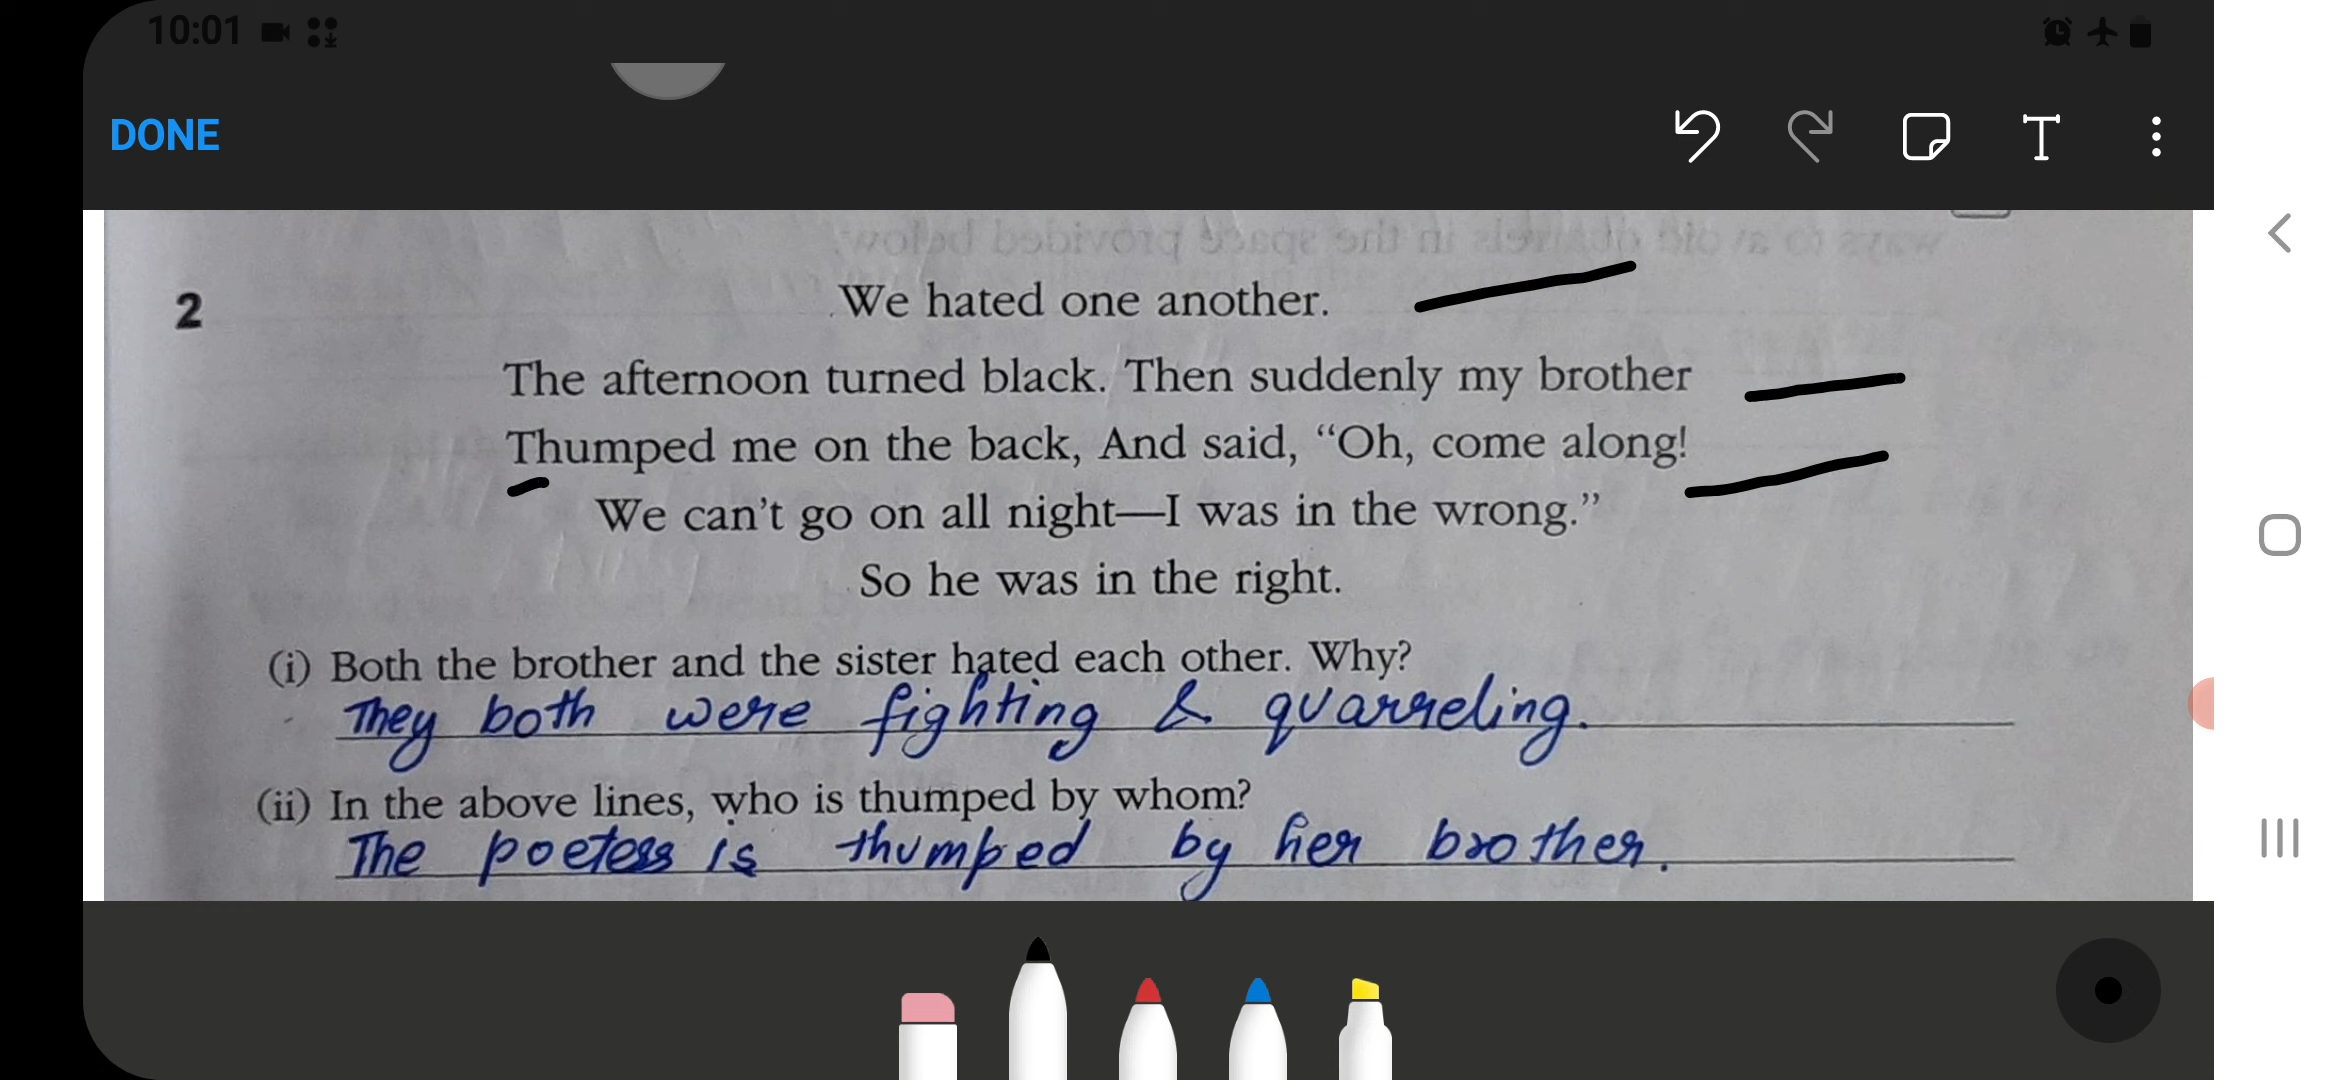 10:01
DONE
T
2
We hated one another.
The afternoon turned black. Then suddenly my brother
Thumped me on the back, And said, “Oh, come along!
We can’t go on all night—I was in the wrong.”
So he was in the right.
(i) Both the brother and the sister hated each other. Why?
They both were fighting & quarreling.
(ii) In the above lines, who is thumped by whom?
The poetess is thumped by her brother.